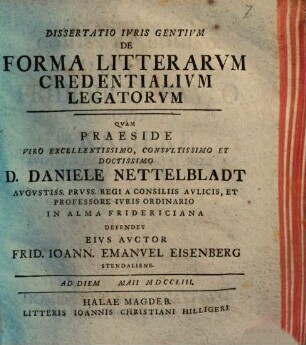 7
DISSERTATIO IVRIS GENTIVM
DE
FORMA LITTERARVM
CREDENTIALIVM
LEGATORVM
QVAM
PRAESIDE
VIRO EXCELLENTISSIMO, CONSVLTISSIMO ET
DOCTISSIMO
D. DANIELE NETTELBLADT
AVGVSTISS. PRVSS. REGI A CONSILIIS AVLICIS, ET
PROFESSORE IVRIS ORDINARIO
IN ALMA FRIDERICIANA
DEFENDET
EIVS AVCTOR
FRID. IOANN. EMANVEL EISENBERG
STENDALIENS.
AD DIEM MAII MDCCLIII.
HALAE MAGDEB.
LITTERIS IOANNIS CHRISTIANI HILLIGERI.